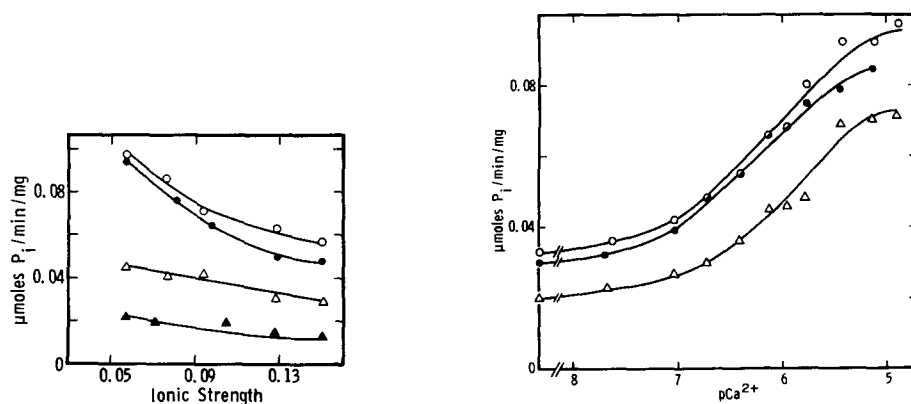 μmoles Pi/min/mg
0.08
0.04
0
0.05 0.09 0.13
Ionic Strength
μmoles Pi/min/mg
0.08
0.04
0
8 7 6 5
pCa2+